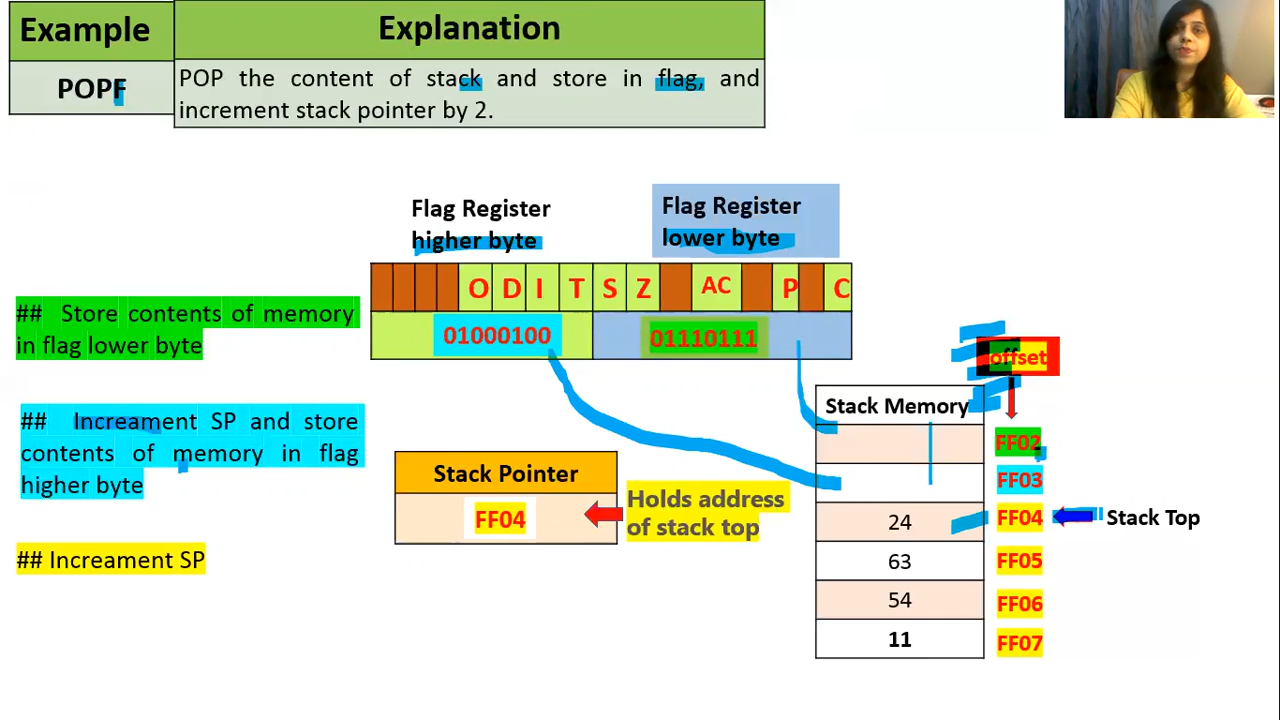 Example
Explanation
POPF
POP the content of stack and store in flag, and
increment stack pointer by 2.
Flag Register
higher byte
Flag Register
lower byte
O D I T S Z AC P C
01000100
01110111
## Store contents of memory
in flag lower byte
## Increament SP and store
contents of memory in flag
higher byte
## Increament SP
Stack Pointer
FF04
Holds address
of stack top
offset
Stack Memory
FF02
FF03
24 FF04
Stack Top
63 FF05
54 FF06
11 FF07